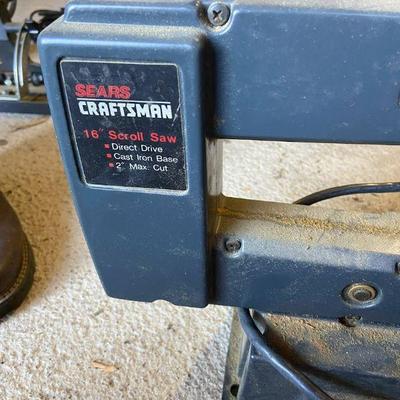 SEARS
CRAFTSMAN
16" Scroll Saw
▪ Direct Drive
▪ Cast Iron Base
▪ 2" Max. Cut